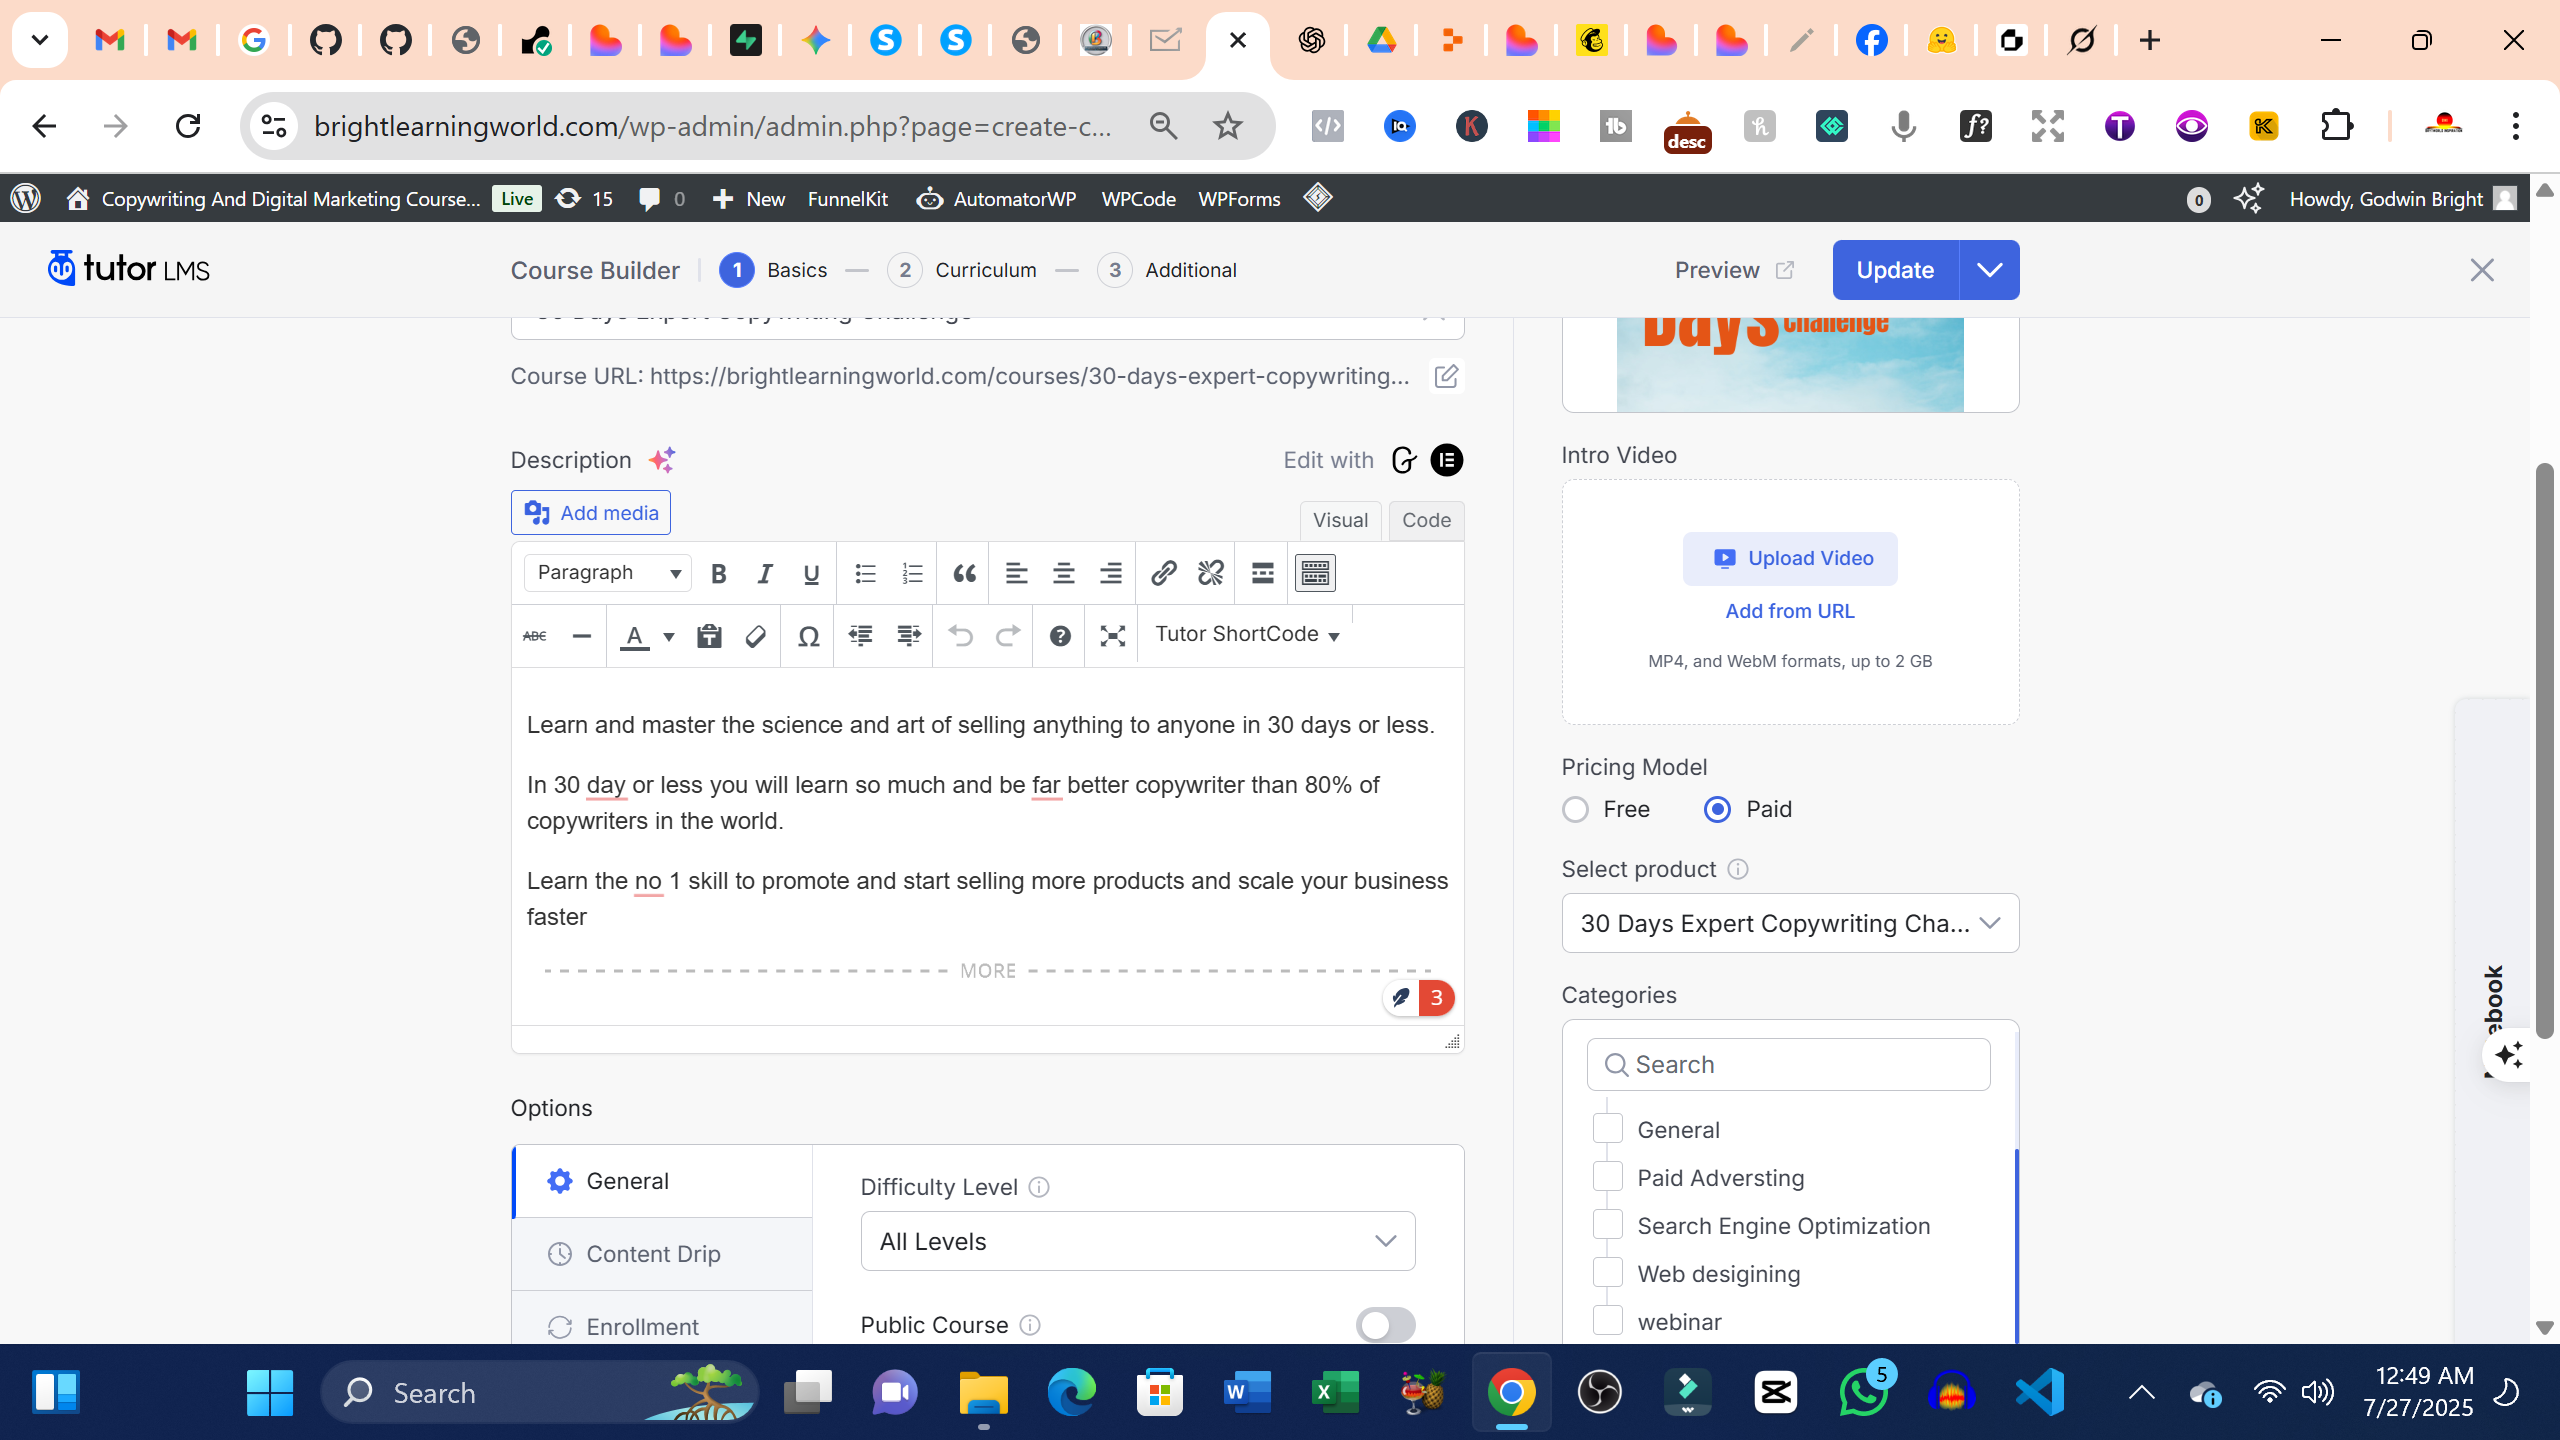 desc
brightlearningworld.com/wp-admin/admin.php?page=create-c...
Copywriting And Digital Marketing Course... Live 15 0 New FunnelKit AutomatorWP WPCode WPForms 0 Howdy, Godwin Bright
tutor LMS Course Builder 1 Basics 2 Curriculum 3 Additional Preview Update
30 Days Expert Copywriting Challenge
Days Challenge
Course URL: https://brightlearningworld.com/courses/30-days-expert-copywriting...
Description Edit with
Add media Visual Code
Paragraph B I U
ABC A Ω Tutor ShortCode
Learn and master the science and art of selling anything to anyone in 30 days or less.
In 30 day or less you will learn so much and be far better copywriter than 80% of
copywriters in the world.
Learn the no 1 skill to promote and start selling more products and scale your business
faster
MORE
3
Options
General
Content Drip
Enrollment
Difficulty Level
All Levels
Public Course
Intro Video
Upload Video
Add from URL
MP4, and WebM formats, up to 2 GB
Pricing Model
Free Paid
Select product
30 Days Expert Copywriting Cha...
Categories
Search
General
Paid Adversting
Search Engine Optimization
Web desigining
webinar
Search
5
12:49 AM
7/27/2025